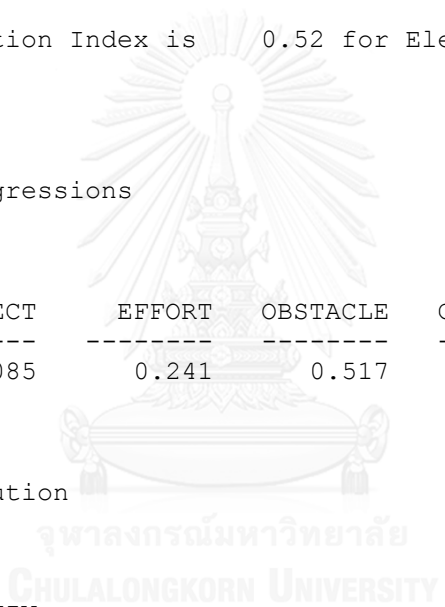 tion Index is 0.52 for Ele
gressions
ECT EFFORT OBSTACLE
--- -------- -------- -
085 0.241 0.517
ution
จุฬาลงกรณ์มหาวิทยาลัย
CHULALONGKORN UNIVERSITY